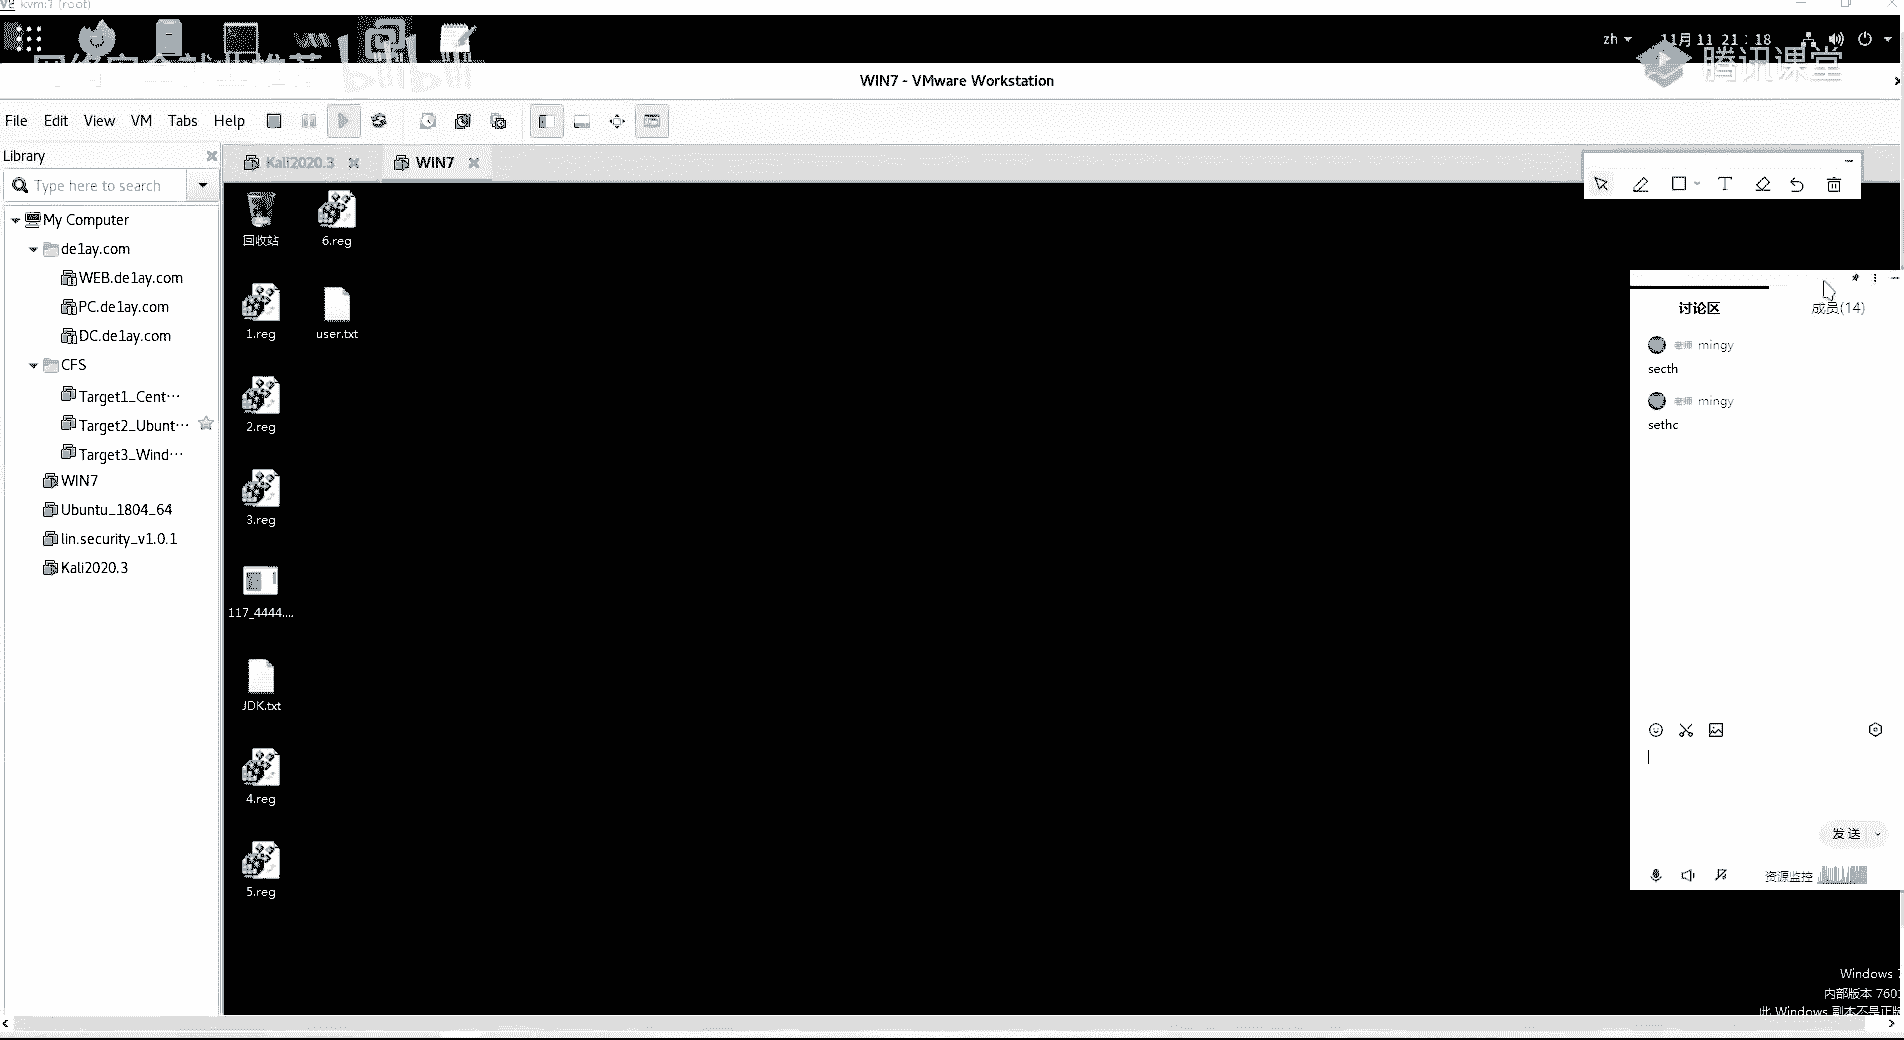 kvm:1 (root)
zh
11月 11 21：18
腾讯课堂
bilibili
WIN7 - VMware Workstation
File Edit View VM Tabs Help
Library
Type here to search
Kali2020.3
WIN7
My Computer
de1ay.com
WEB.de1ay.com
PC.de1ay.com
DC.de1ay.com
CFS
Target1_Cent···
Target2_Ubunt···
Target3_Wind···
WIN7
Ubuntu_1804_64
lin.security_v1.0.1
Kali2020.3
回收站
6.reg
1.reg
user.txt
2.reg
3.reg
117_4444....
JDK.txt
4.reg
5.reg
讨论区
成员(14)
老师 mingy
secth
老师 mingy
sethc
发送
资源监控
Windows 7
内部版本 760
此 Windows 副本不是正版